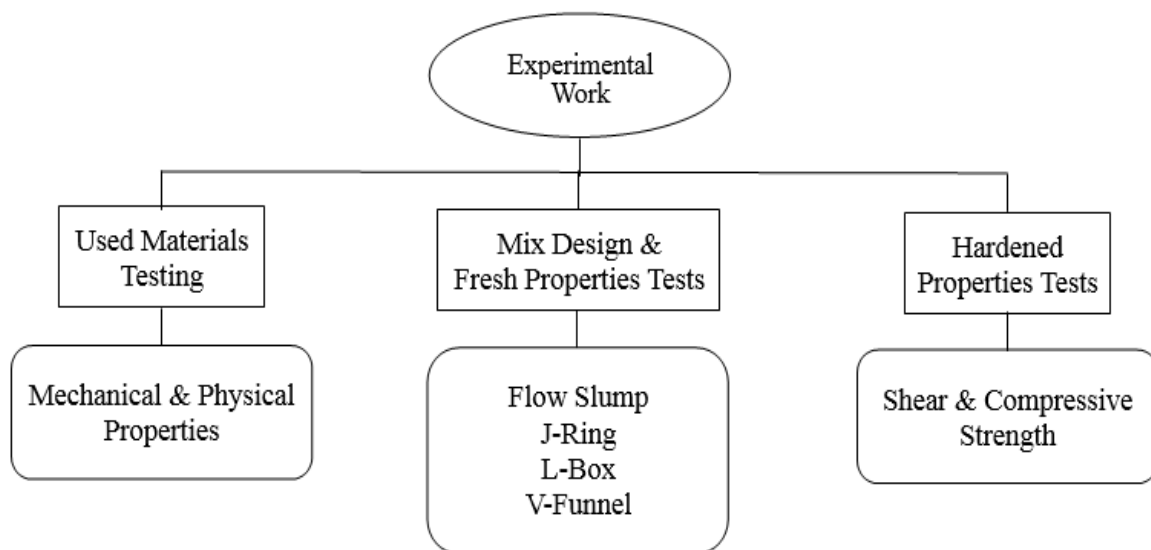 Experimental
Work
Used Materials
Testing
Mix Design &
Fresh Properties Tests
Hardened
Properties Tests
Mechanical & Physical
Properties
Flow Slump
J-Ring
L-Box
V-Funnel
Shear & Compressive
Strength